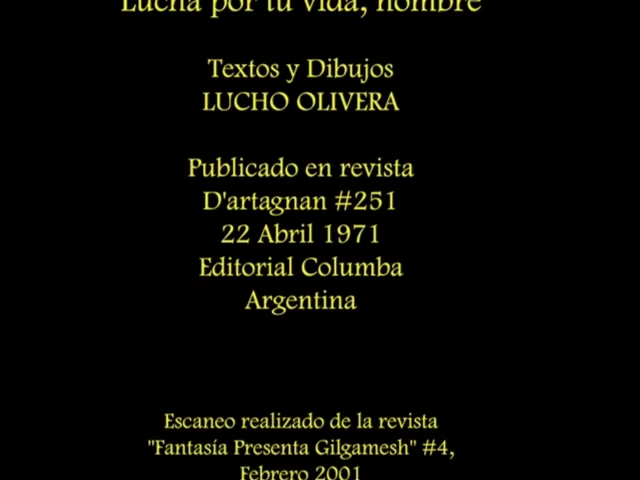 Lucha por tu vida, hombre
Textos y Dibujos
LUCHO OLIVERA
Publicado en revista
D'artagnan #251
22 Abril 1971
Editorial Columba
Argentina
Escaneo realizado de la revista
"Fantasía Presenta Gilgamesh" #4,
Febrero 2001